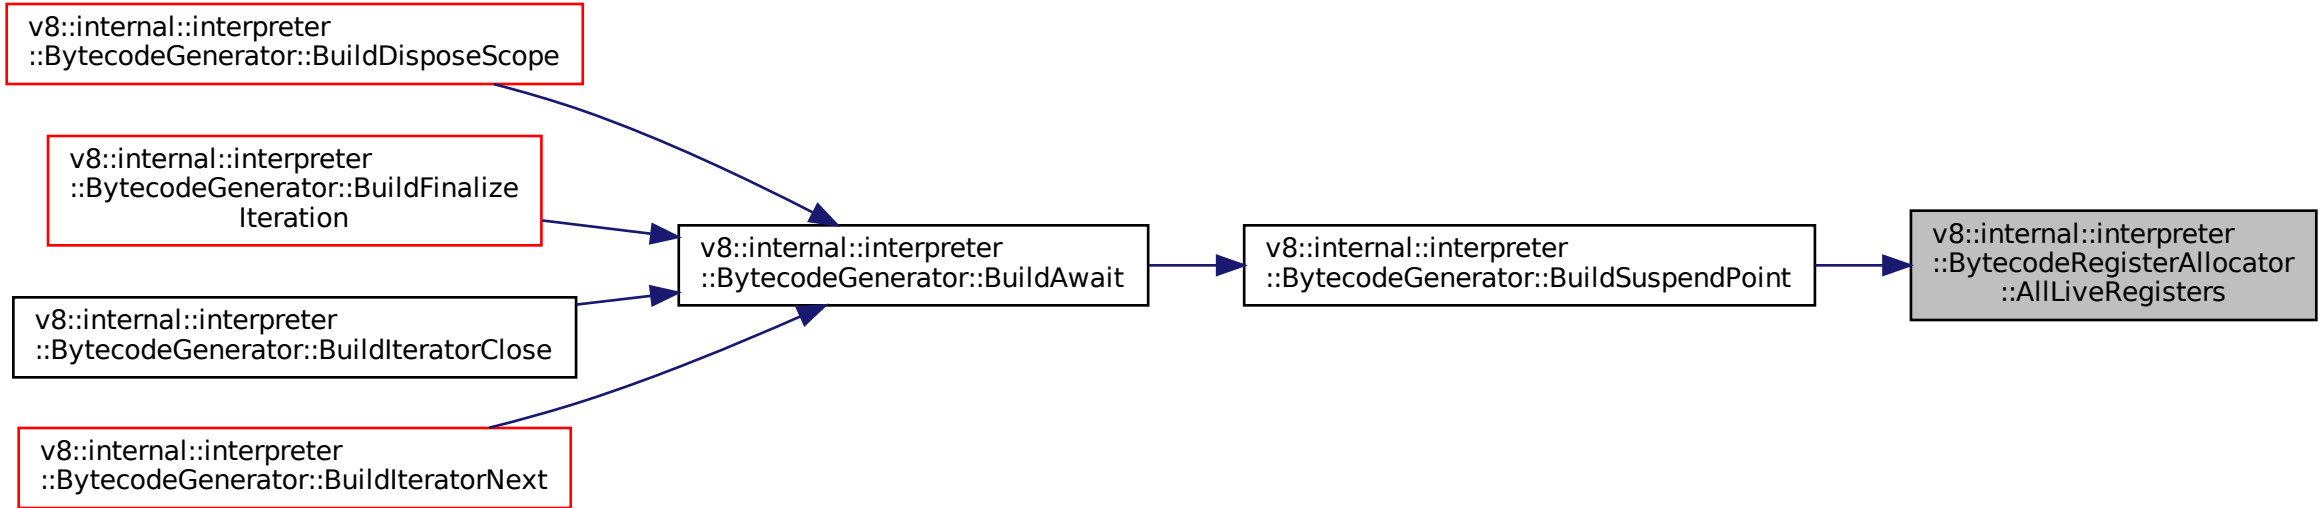 v8::internal::interpreter
::BytecodeGenerator::BuildDisposeScope
v8::internal::interpreter
::BytecodeGenerator::BuildFinalize
Iteration
v8::internal::interpreter
::BytecodeGenerator::BuildIteratorClose
v8::internal::interpreter
::BytecodeGenerator::BuildIteratorNext
v8::internal::interpreter
::BytecodeGenerator::BuildAwait
v8::internal::interpreter
::BytecodeGenerator::BuildSuspendPoint
v8::internal::interpreter
::BytecodeRegisterAllocator
::AllLiveRegisters